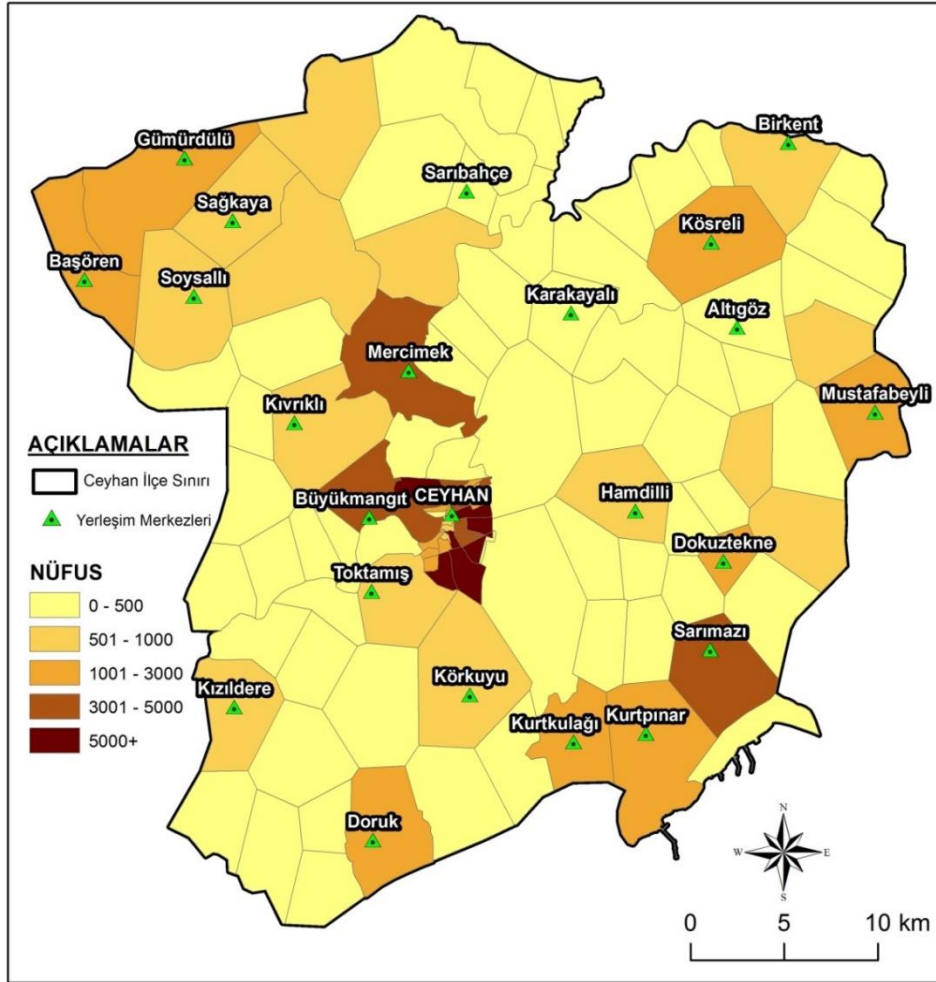 Birkent
Gümürdülü
Sarıbahçe
Sağkaya
Kösreli
Başören
Soysallı
Karakayalı
Altıgöz
Mercimek
Mustafabeyli
Kıvrıklı
AÇIKLAMALAR
Ceyhan İlçe Sınırı
Yerleşim Merkezleri
Büyükmangıt
CEYHAN
Hamdilli
Dokuztekne
NÜFUS
0 - 500
501 - 1000
1001 - 3000
3001 - 5000
5000+
Toktamış
Sarımazı
Kızıldere
Körkuyu
Kurtkulağı
Kurtpınar
Doruk
N
W
E
S
0 5 10 km